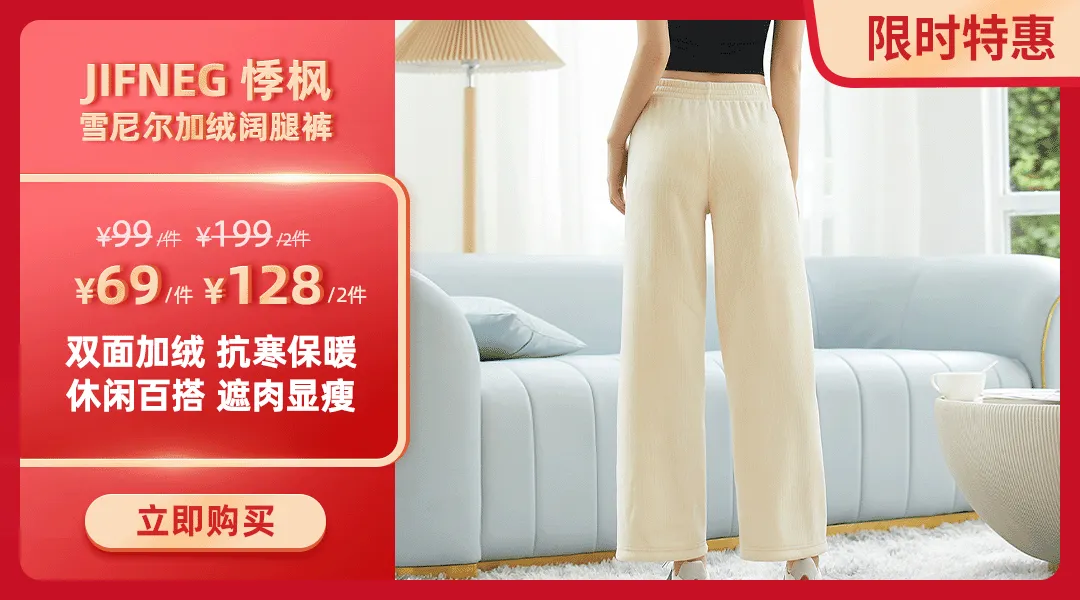 限时特惠
JIFNEG 悸枫
雪尼尔加绒阔腿裤
¥99/件 ¥199/2件
¥69/件 ¥128/2件
双面加绒 抗寒保暖
休闲百搭 遮肉显瘦
立即购买